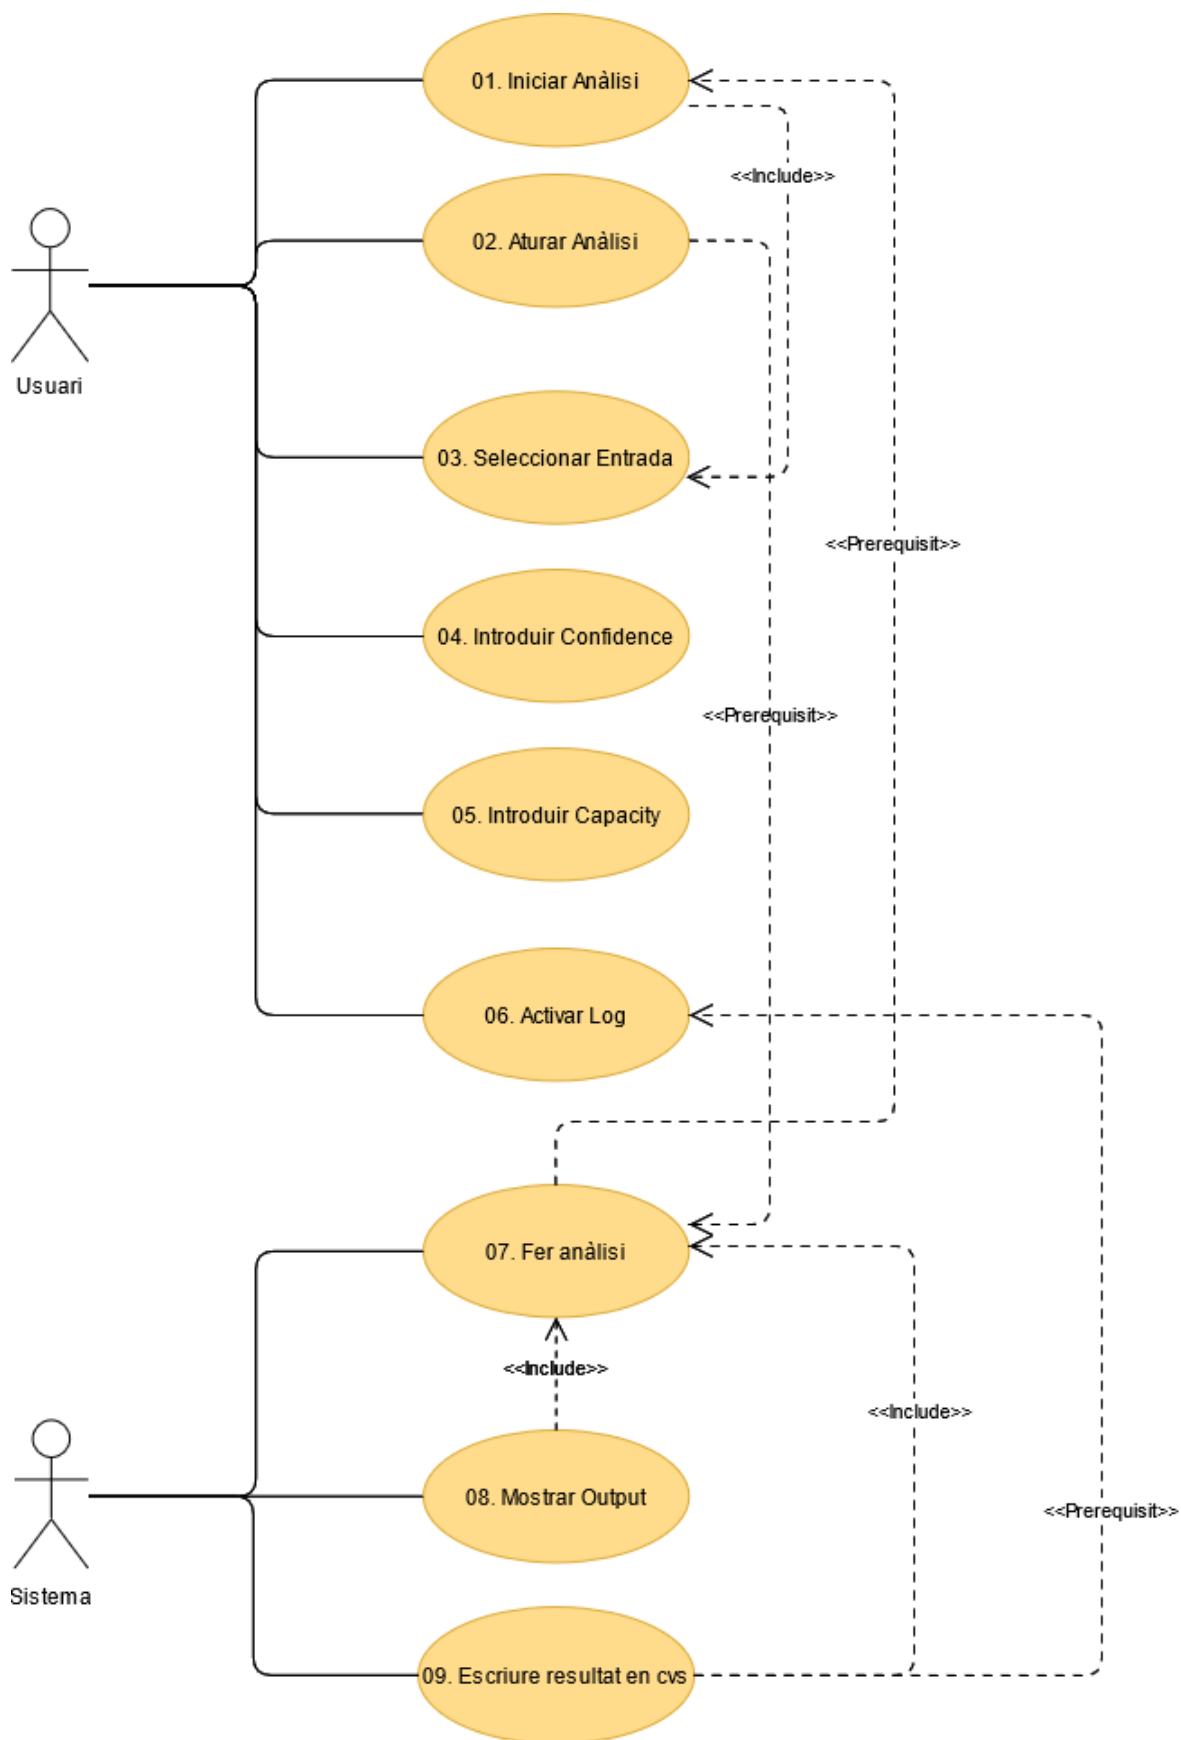 01. Iniciar Anàlisi
<<Include>>
02. Aturar Anàlisi
Usuari
03. Seleccionar Entrada
<<Prerequisit>>
04. Introduir Confidence
<<Prerequisit>>
05. Introduir Capacity
06. Activar Log
07. Fer anàlisi
<<Include>>
<<Include>>
08. Mostrar Output
<<Prerequisit>>
Sistema
09. Escriure resultat en cvs